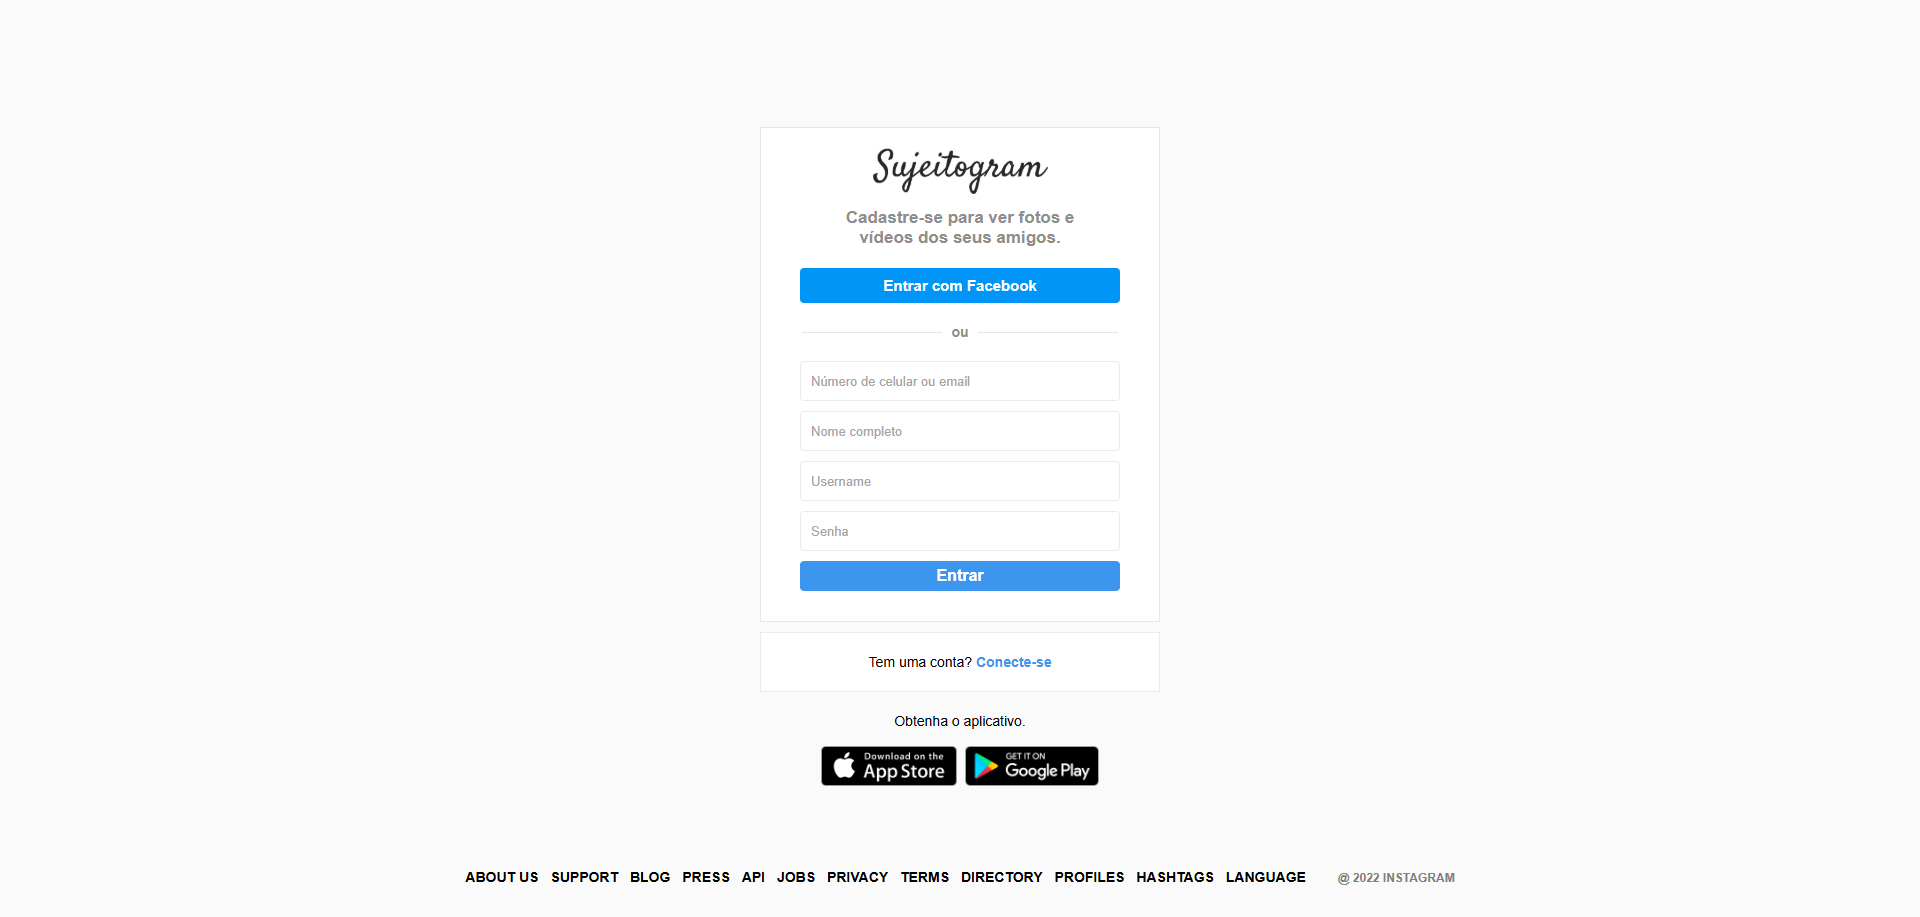 Sujeitogram
Cadastre-se para ver fotos e
vídeos dos seus amigos.
Entrar com Facebook
ou
Número de celular ou email
Nome completo
Username
Senha
Entrar
Tem uma conta? Conecte-se
Obtenha o aplicativo.
Download on the
App Store
GET IT ON
Google Play
ABOUT US SUPPORT BLOG PRESS API JOBS PRIVACY TERMS DIRECTORY PROFILES HASHTAGS LANGUAGE @ 2022 INSTAGRAM